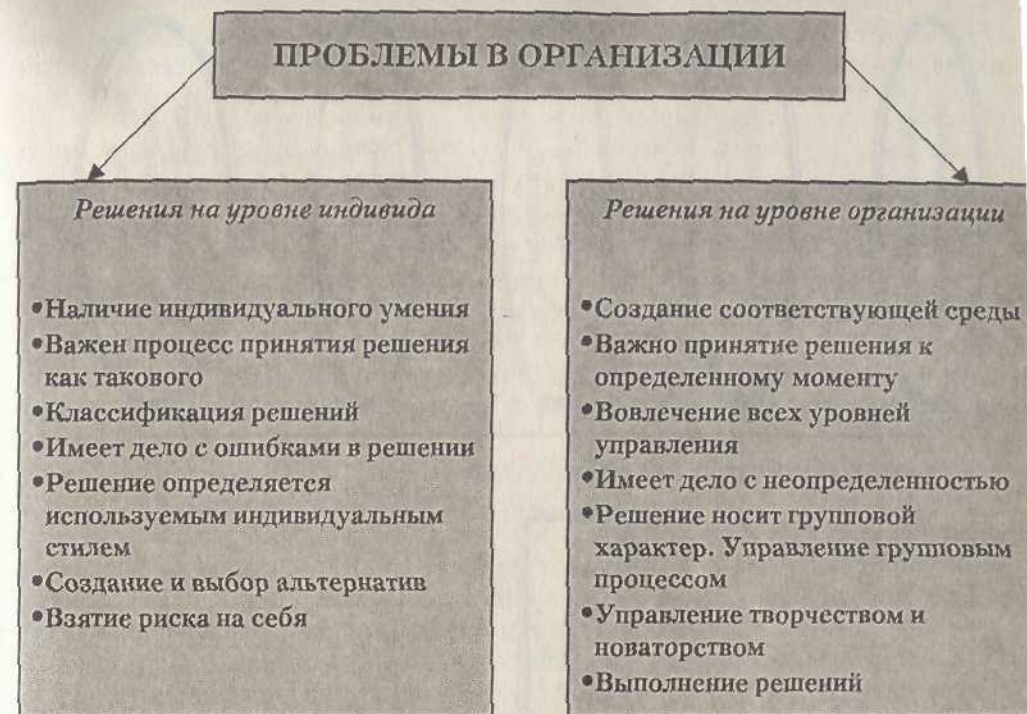 ПРОБЛЕМЫ В ОРГАНИЗАЦИИ
Решения на уровне индивида
•Наличие индивидуального умения
•Важен процесс принятия решения
как такового
•Классификация решений
•Имеет дело с ошибками в решении
•Решение определяется
используемым индивидуальным
стилем
•Создание и выбор альтернатив
•Взятие риска на себя
Решения на уровне организации
•Создание соответствующей среды
•Важно принятие решения к
определенному моменту
•Вовлечение всех уровней
управления
•Имеет дело с неопределенностью
•Решение носит групповой
характер. Управление групповым
процессом
•Управление творчеством и
новаторством
•Выполнение решений